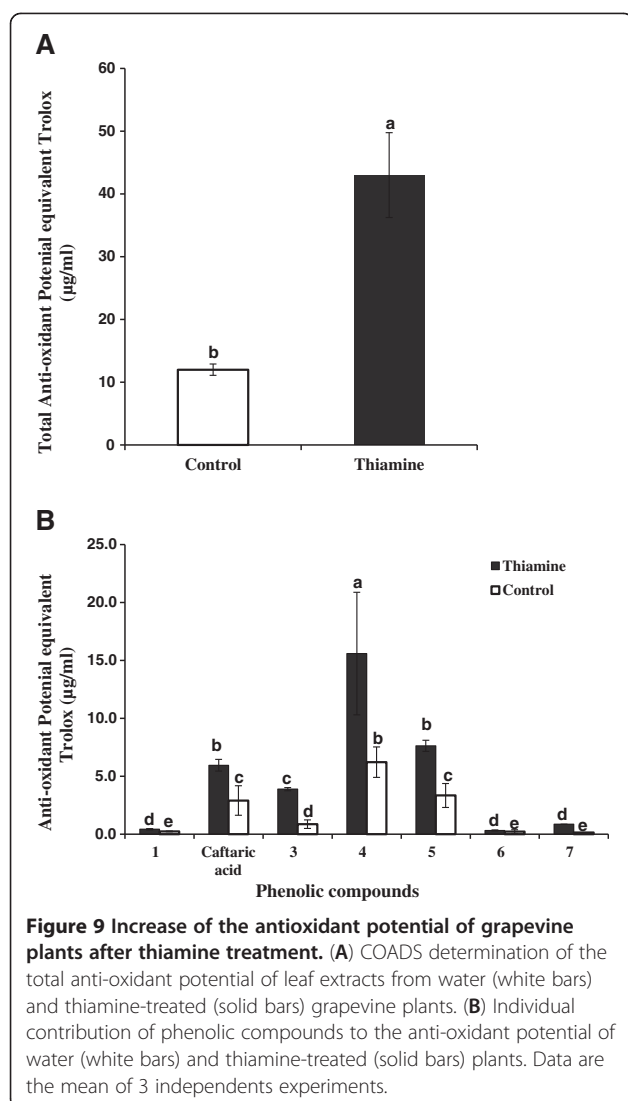 A
Total Anti-oxidant Potenial equivalent Trolox
(µg/ml)
60
50
40
30
20
10
0
b
a
Control
Thiamine
B
Anti-oxidant Potenial equivalent
Trolox (µg/ml)
25.0
20.0
15.0
10.0
5.0
0.0
Thiamine
Control
d e b c c d a b b c d e d e
1 Caftaric 3 4 5 6 7
acid
Phenolic compounds
Figure 9 Increase of the antioxidant potential of grapevine
plants after thiamine treatment. (A) COADS determination of the
total anti-oxidant potential of leaf extracts from water (white bars)
and thiamine-treated (solid bars) grapevine plants. (B) Individual
contribution of phenolic compounds to the anti-oxidant potential of
water (white bars) and thiamine-treated (solid bars) plants. Data are
the mean of 3 independents experiments.